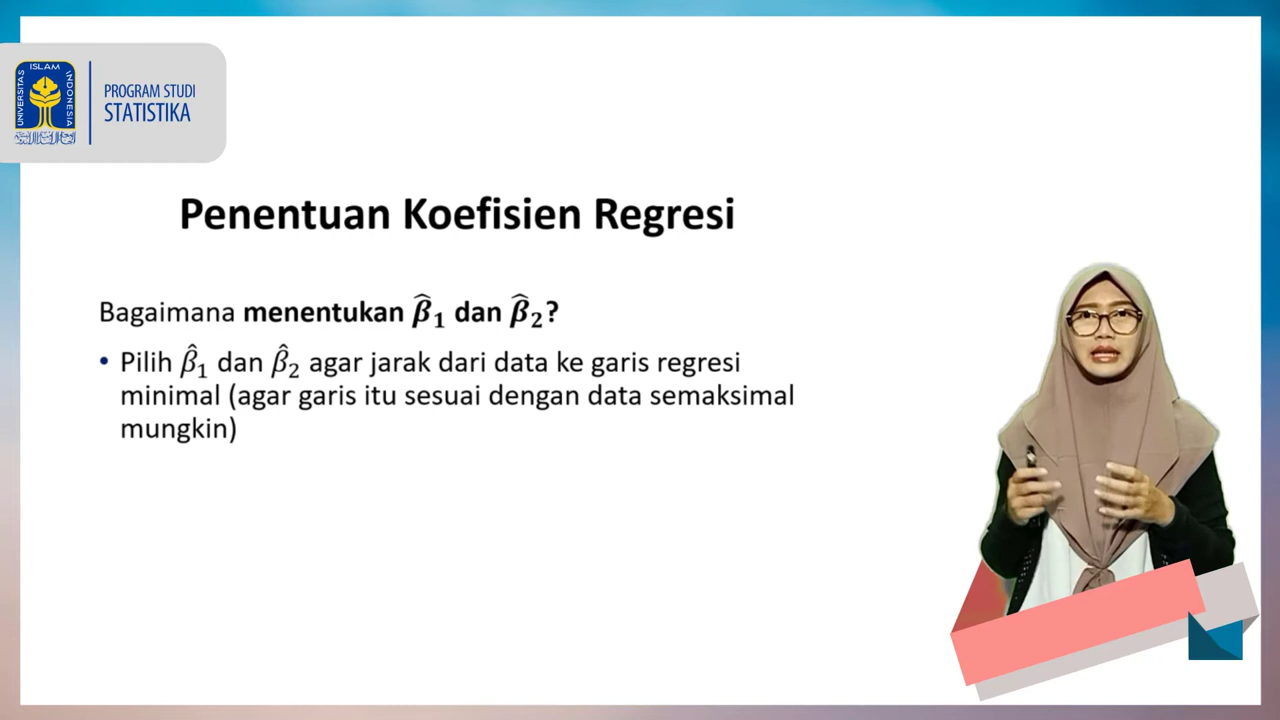 UNIVERSITAS
ISLAM
INDONESIA
PROGRAM STUDI
STATISTIKA
Penentuan Koefisien Regresi
Bagaimana menentukan β̂₁ dan β̂₂?
• Pilih β̂₁ dan β̂₂ agar jarak dari data ke garis regresi
minimal (agar garis itu sesuai dengan data semaksimal
mungkin)